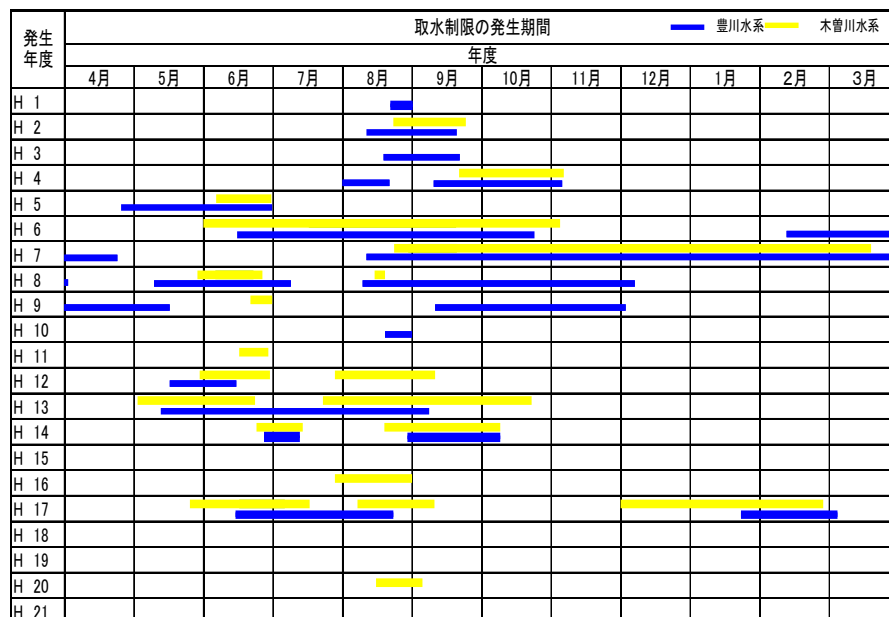 発生
年度
取水制限の発生期間
豊川水系
木曽川水系
年度
4月 5月 6月 7月 8月 9月 10月 11月 12月 1月 2月 3月
H 1
H 2
H 3
H 4
H 5
H 6
H 7
H 8
H 9
H 10
H 11
H 12
H 13
H 14
H 15
H 16
H 17
H 18
H 19
H 20
H 21